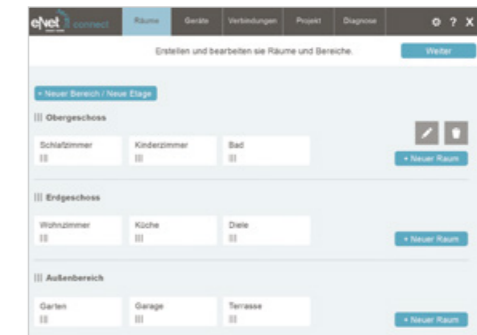 eNet connect
Räume Geräte Verbindungen Projekt Diagnose ? X
Erstellen und bearbeiten sie Räume und Bereiche.
Weiter
+ Neuer Bereich / Neue Etage
Obergeschoss
Schlafzimmer Kinderzimmer Bad
+ Neuer Raum
Erdgeschoss
Wohnzimmer Küche Diele
+ Neuer Raum
Außenbereich
Garten Garage Terrasse
+ Neuer Raum